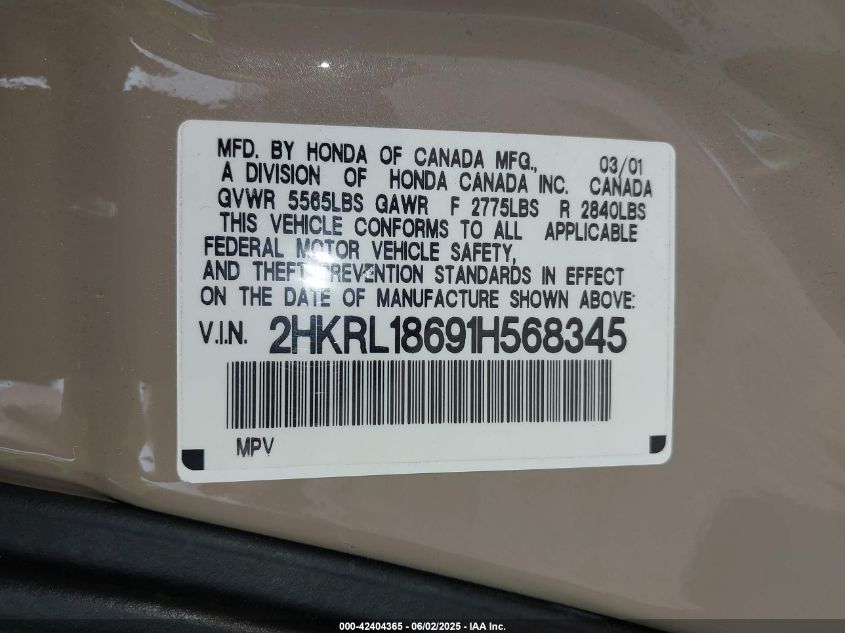 MFD. BY HONDA OF CANADA MFG., 03/01
A DIVISION OF HONDA CANADA INC. CANADA
GVWR 5565LBS GAWR F 2775LBS R 2840LBS
THIS VEHICLE CONFORMS TO ALL APPLICABLE
FEDERAL MOTOR VEHICLE SAFETY,
AND THEFT PREVENTION STANDARDS IN EFFECT
ON THE DATE OF MANUFACTURE SHOWN ABOVE:
V.I.N. 2HKRL18691H568345
MPV
000-42404365 - 06/02/2025 - IAA Inc.